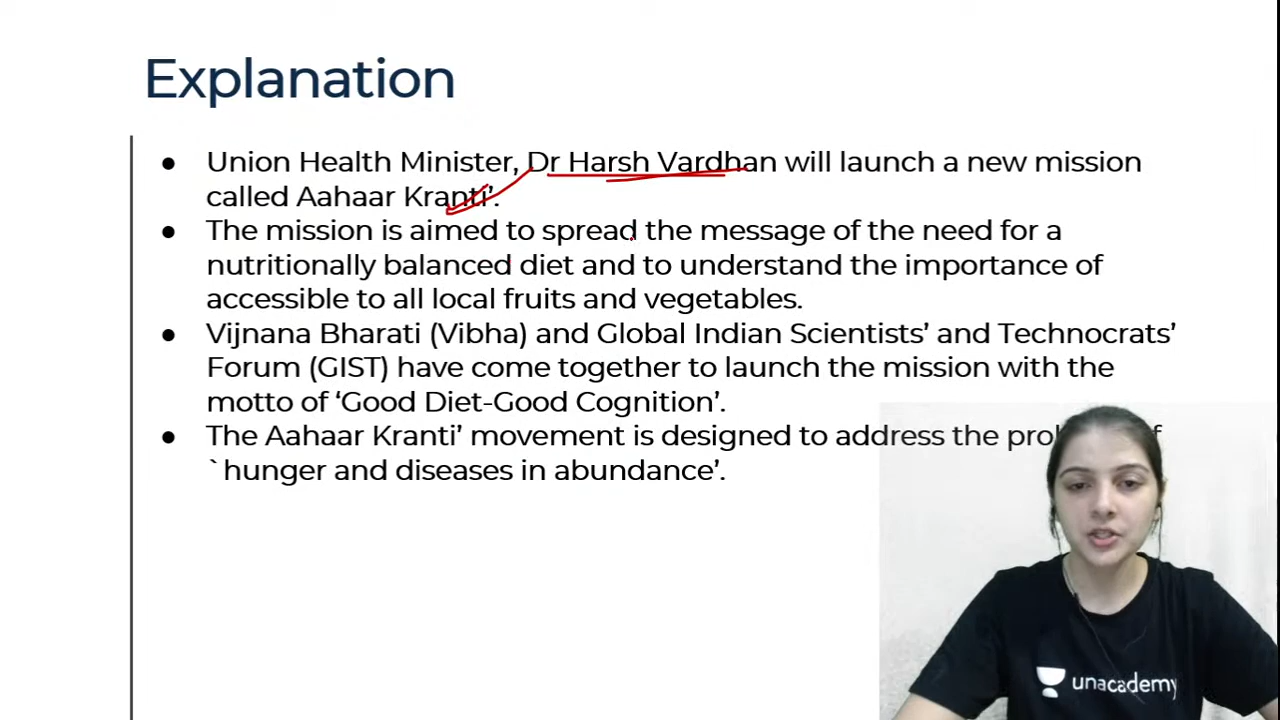 Explanation
● Union Health Minister, Dr Harsh Vardhan will launch a new mission
called Aahaar Kranti’.
● The mission is aimed to spread the message of the need for a
nutritionally balanced diet and to understand the importance of
accessible to all local fruits and vegetables.
● Vijnana Bharati (Vibha) and Global Indian Scientists’ and Technocrats’
Forum (GIST) have come together to launch the mission with the
motto of ‘Good Diet-Good Cognition’.
● The Aahaar Kranti’ movement is designed to address the
`hunger and diseases in abundance’.
unacademy